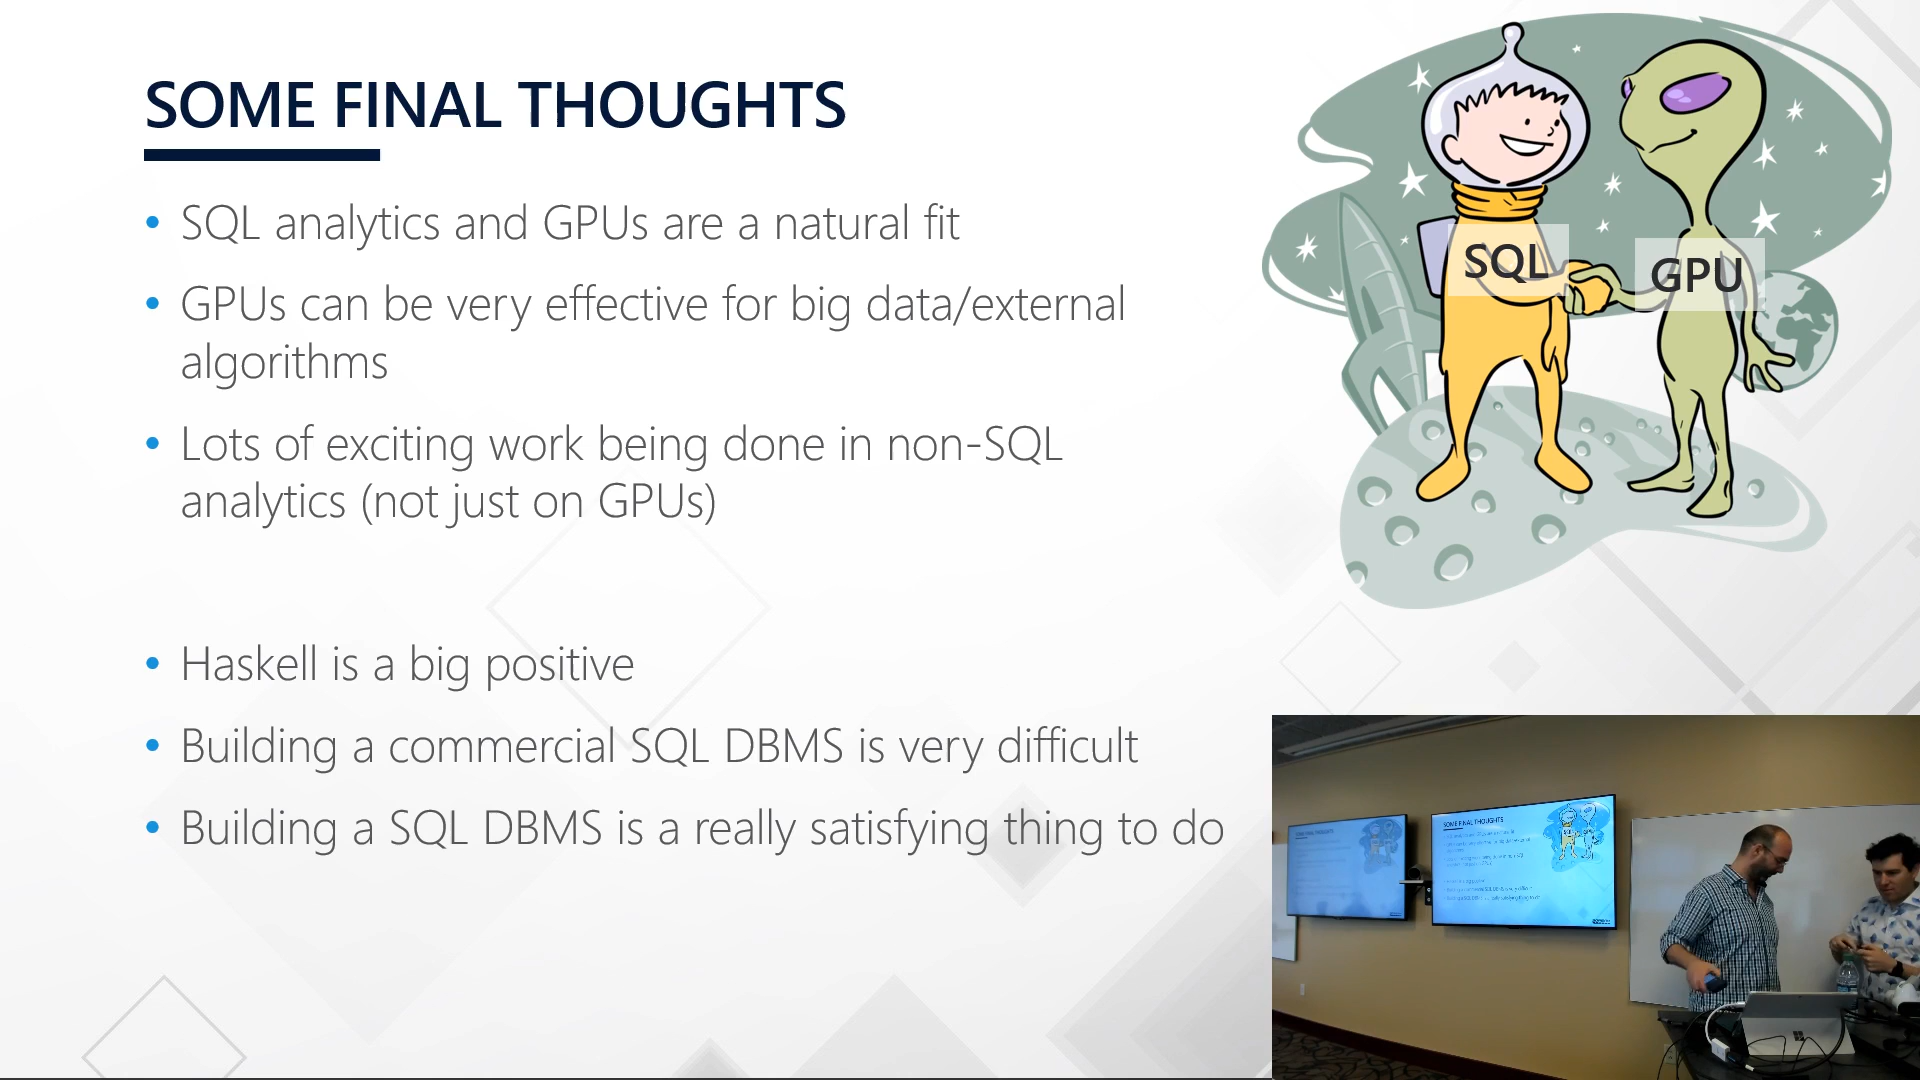 SOME FINAL THOUGHTS
• SQL analytics and GPUs are a natural fit
• GPUs can be very effective for big data/external
algorithms
• Lots of exciting work being done in non-SQL
analytics (not just on GPUs)
• Haskell is a big positive
• Building a commercial SQL DBMS is very difficult
• Building a SQL DBMS is a really satisfying thing to do
SQL
GPU
SOME FINAL THOUGHTS